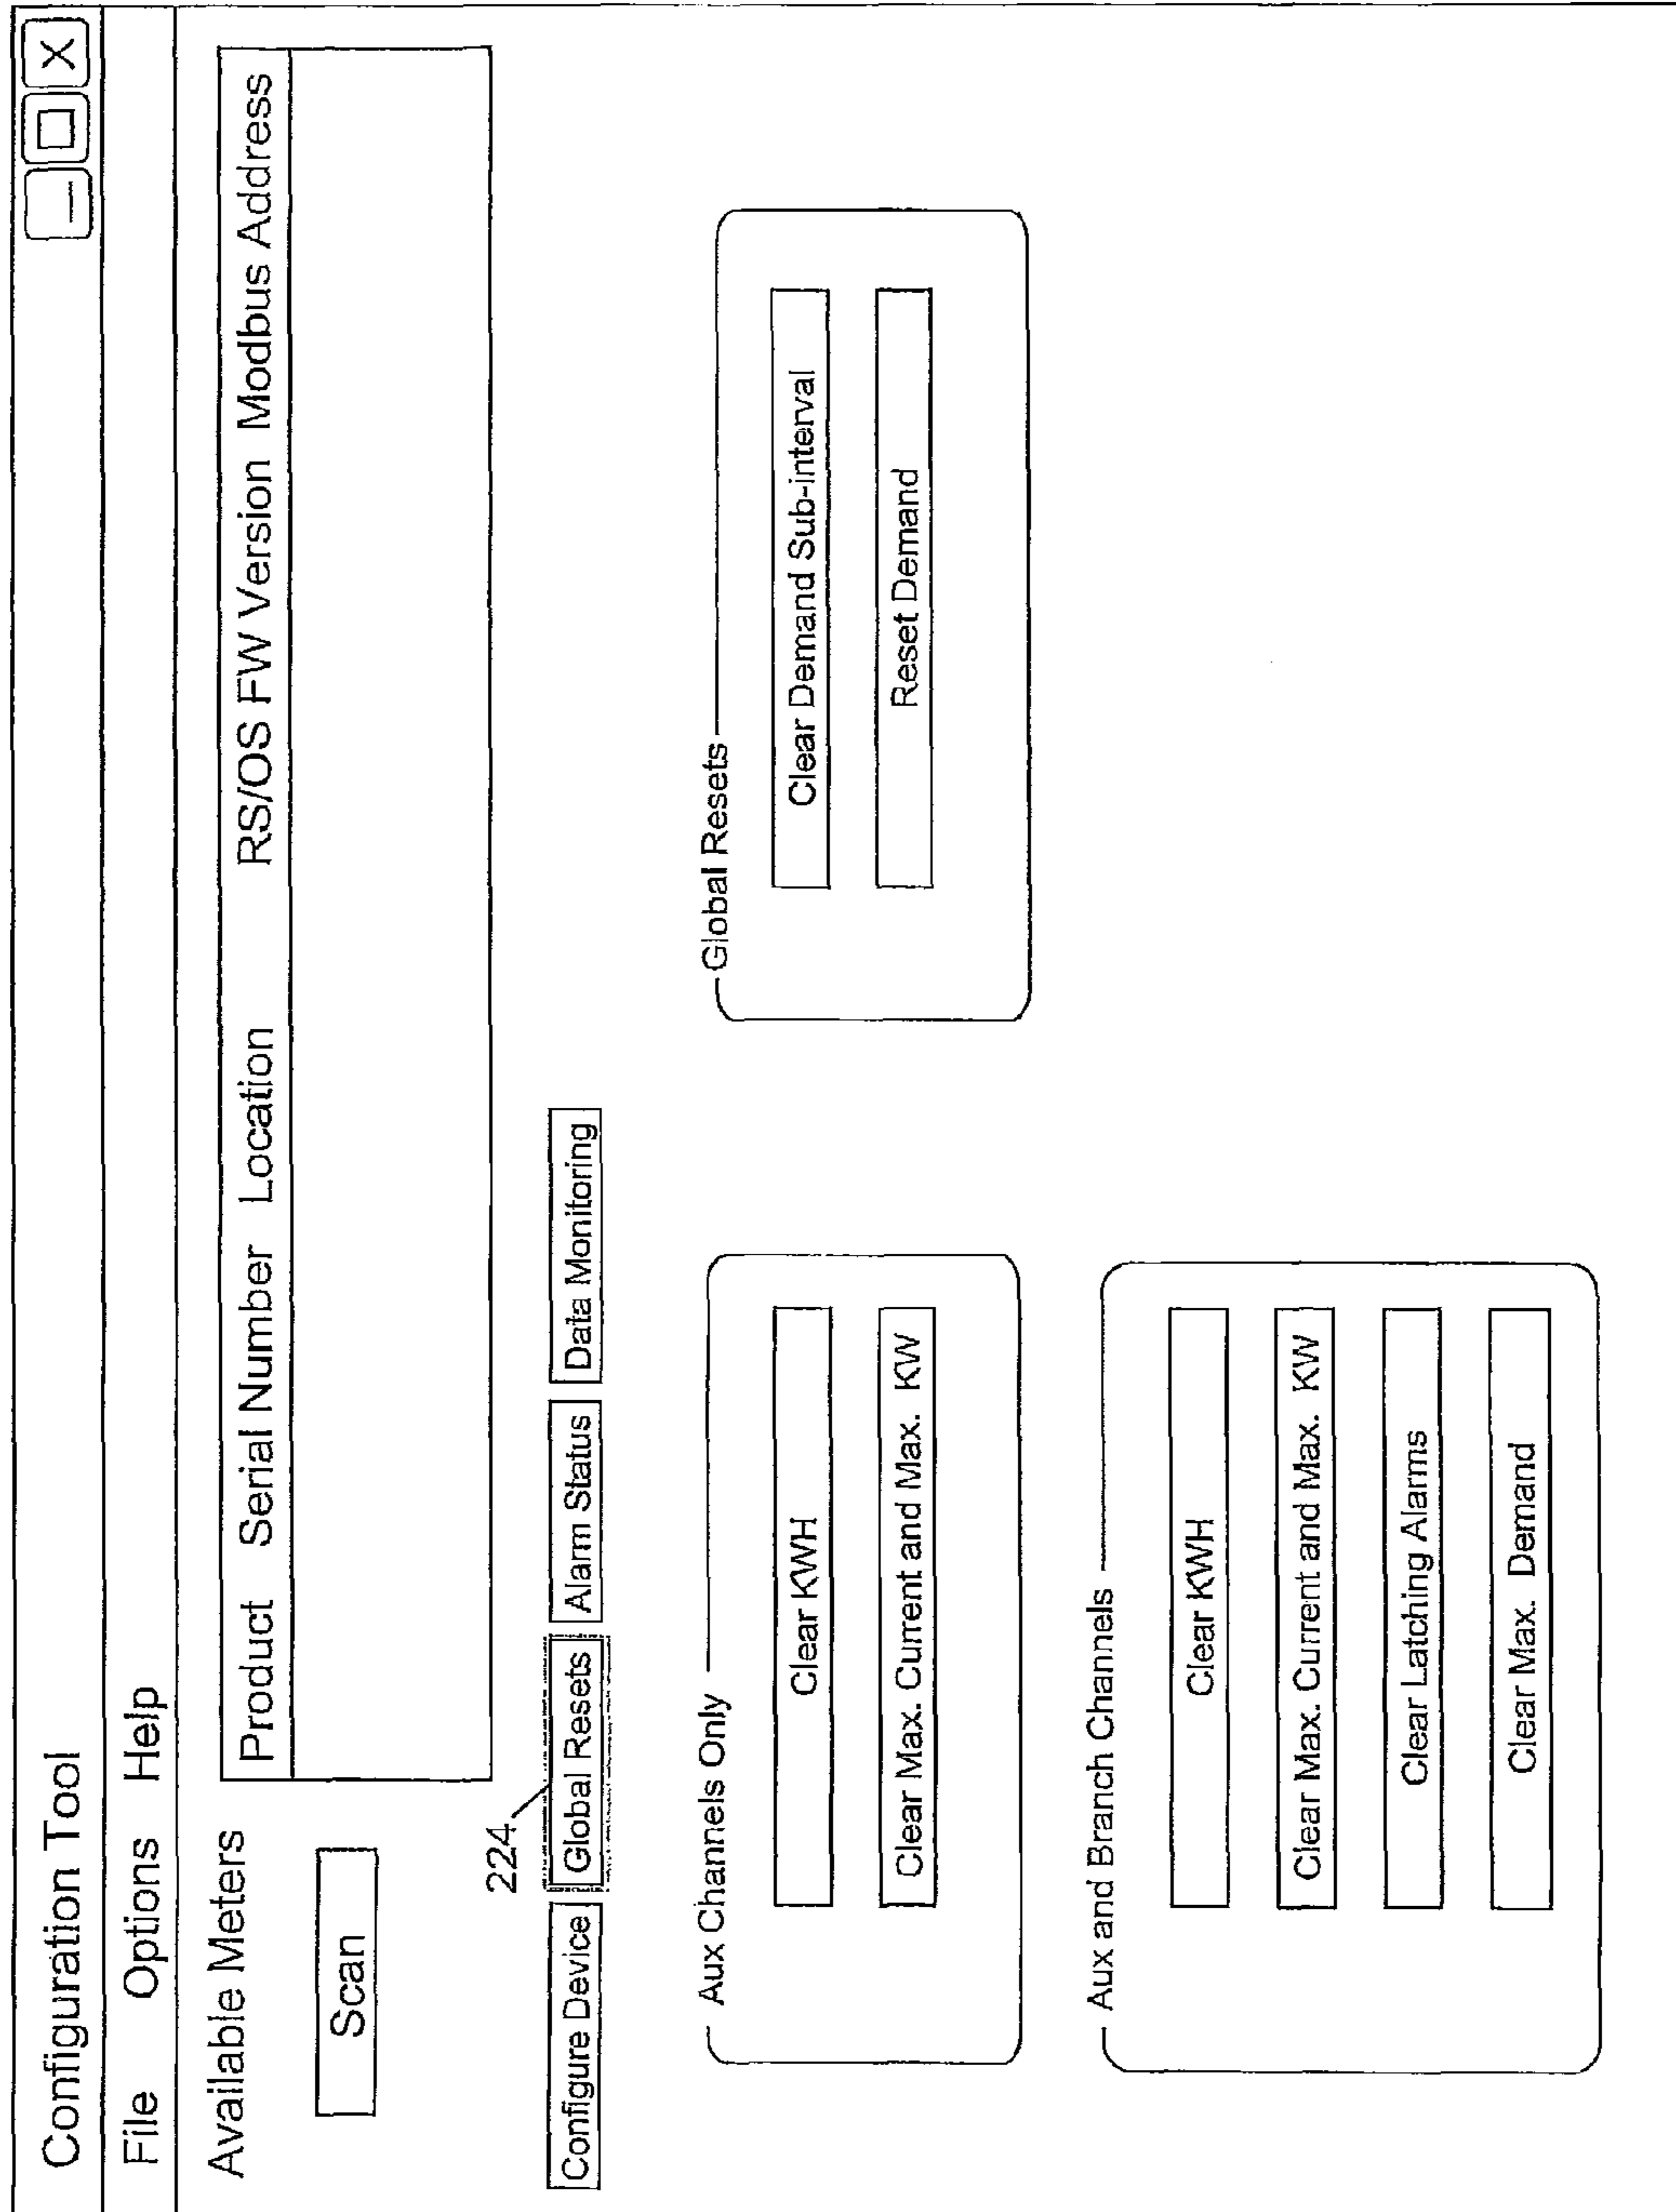 Configuration Tool
File Options Help
Available Meters
Scan
Product Serial Number Location RS/OS FW Version Modbus Address
224
Configure Device Global Resets Alarm Status Data Monitoring
Aux Channels Only
Clear KWH
Clear Max. Current and Max. KW
Global Resets
Clear Demand Sub-interval
Reset Demand
Aux and Branch Channels
Clear KWH
Clear Max. Current and Max. KW
Clear Latching Alarms
Clear Max. Demand